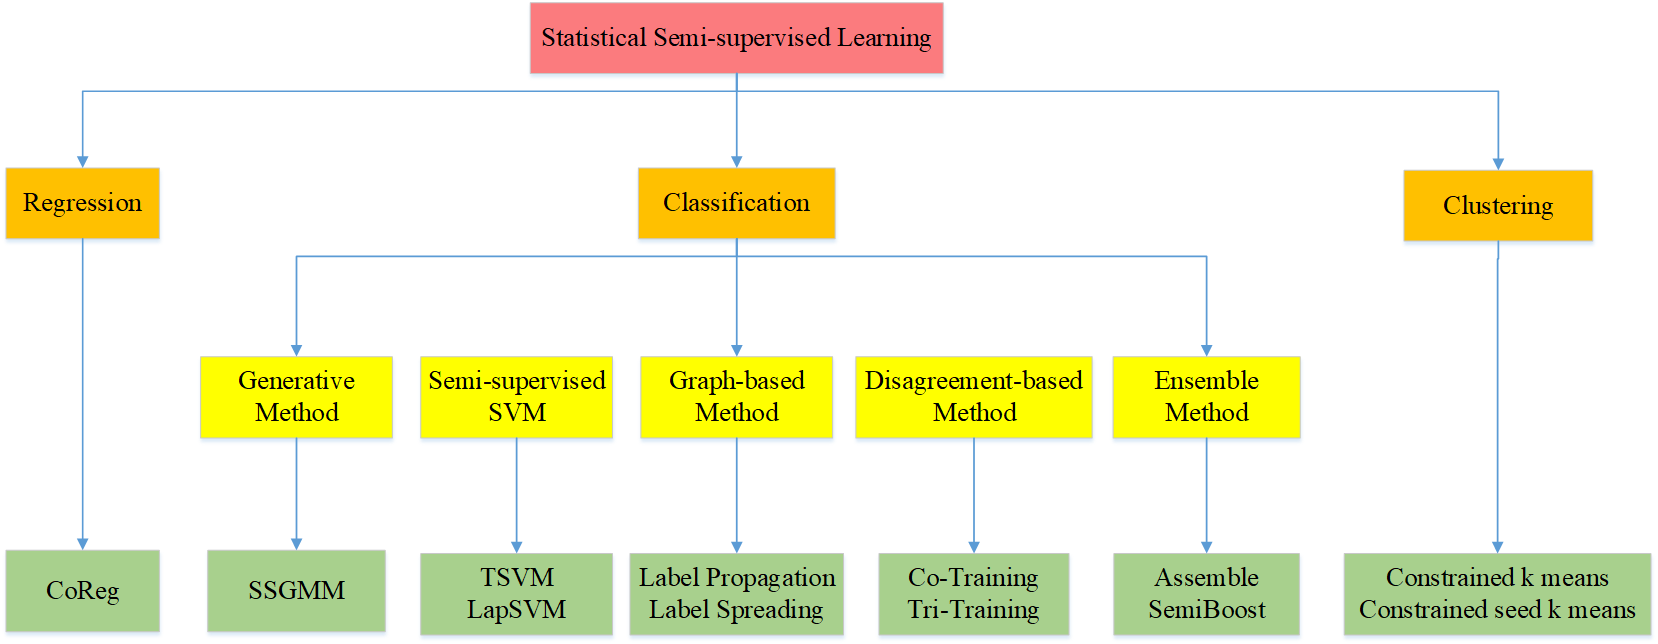 Statistical Semi-supervised Learning
Regression
Classification
Clustering
Generative
Method
Semi-supervised
SVM
Graph-based
Method
Disagreement-based
Method
Ensemble
Method
CoReg
SSGMM
TSVM
LapSVM
Label Propagation
Label Spreading
Co-Training
Tri-Training
Assemble
SemiBoost
Constrained k means
Constrained seed k means